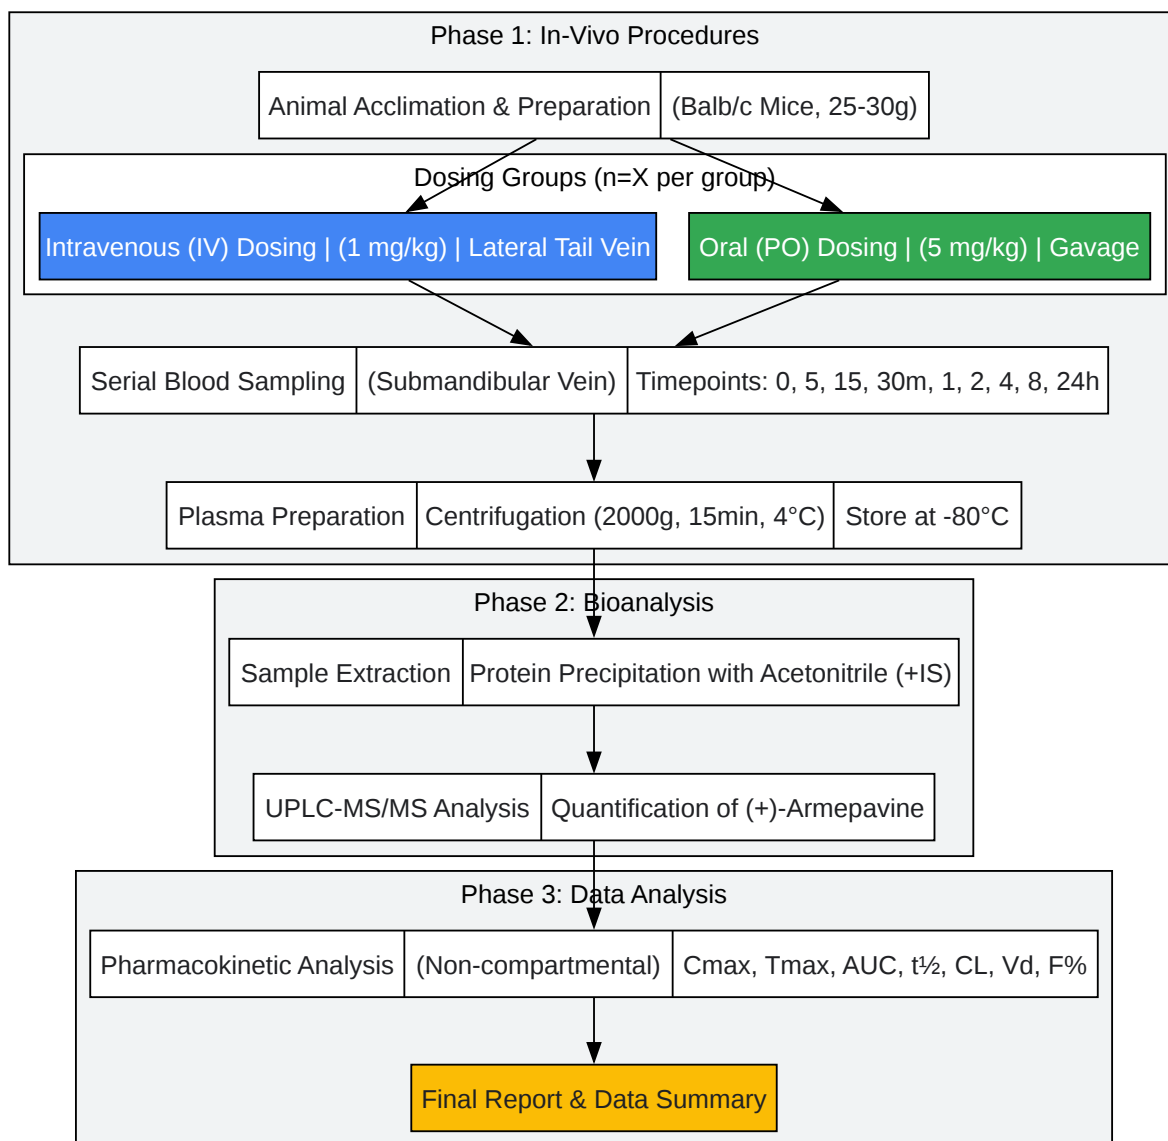 Phase 1: In-Vivo Procedures
Animal Acclimation & Preparation (Balb/c Mice, 25-30g)
Dosing Groups (n=X per group)
Intravenous (IV) Dosing | (1 mg/kg) | Lateral Tail Vein
Oral (PO) Dosing | (5 mg/kg) | Gavage
Serial Blood Sampling (Submandibular Vein) Timepoints: 0, 5, 15, 30m, 1, 2, 4, 8, 24h
Plasma Preparation Centrifugation (2000g, 15min, 4°C) Store at -80°C
Phase 2: Bioanalysis
Sample Extraction Protein Precipitation with Acetonitrile (+IS)
UPLC-MS/MS Analysis Quantification of (+)-Armepavine
Phase 3: Data Analysis
Pharmacokinetic Analysis (Non-compartmental) Cmax, Tmax, AUC, t½, CL, Vd, F%
Final Report & Data Summary